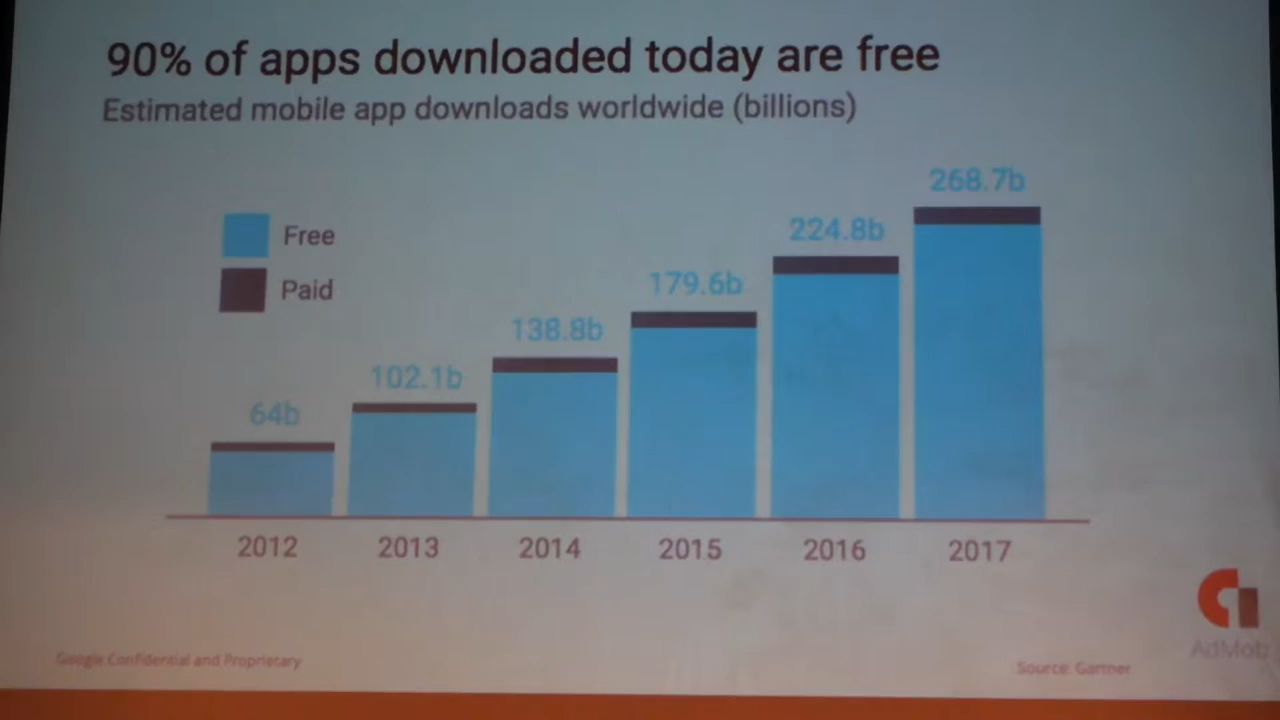 90% of apps downloaded today are free
Estimated mobile app downloads worldwide (billions)
Free
Paid
64b
102.1b
138.8b
179.6b
224.8b
268.7b
2012
2013
2014
2015
2016
2017
Google Confidential and Proprietary
Source: Gartner
AdMob